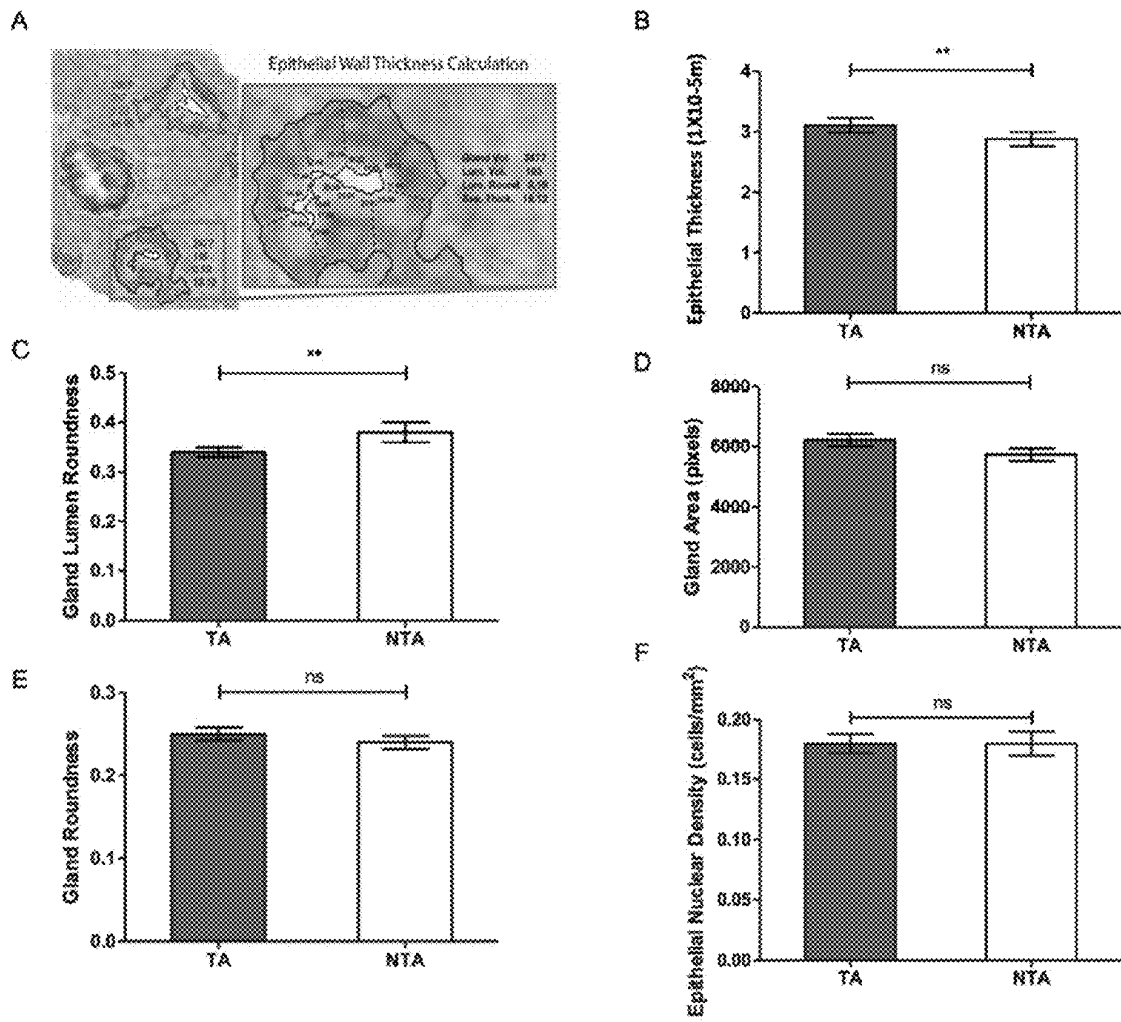 A
Epithelial Wall Thickness Calculation
B
**
Epithelial Thickness (1X10-5m)
4
3
2
1
0
TA
NTA
C
**
Gland Lumen Roundness
0.5
0.4
0.3
0.2
0.1
0.0
TA
NTA
D
ns
Gland Area (pixels)
8000
6000
4000
2000
0
TA
NTA
E
ns
Gland Roundness
0.3
0.2
0.1
0.0
TA
NTA
F
ns
Epithelial Nuclear Density (cells/mm²)
0.20
0.15
0.10
0.05
0.00
TA
NTA